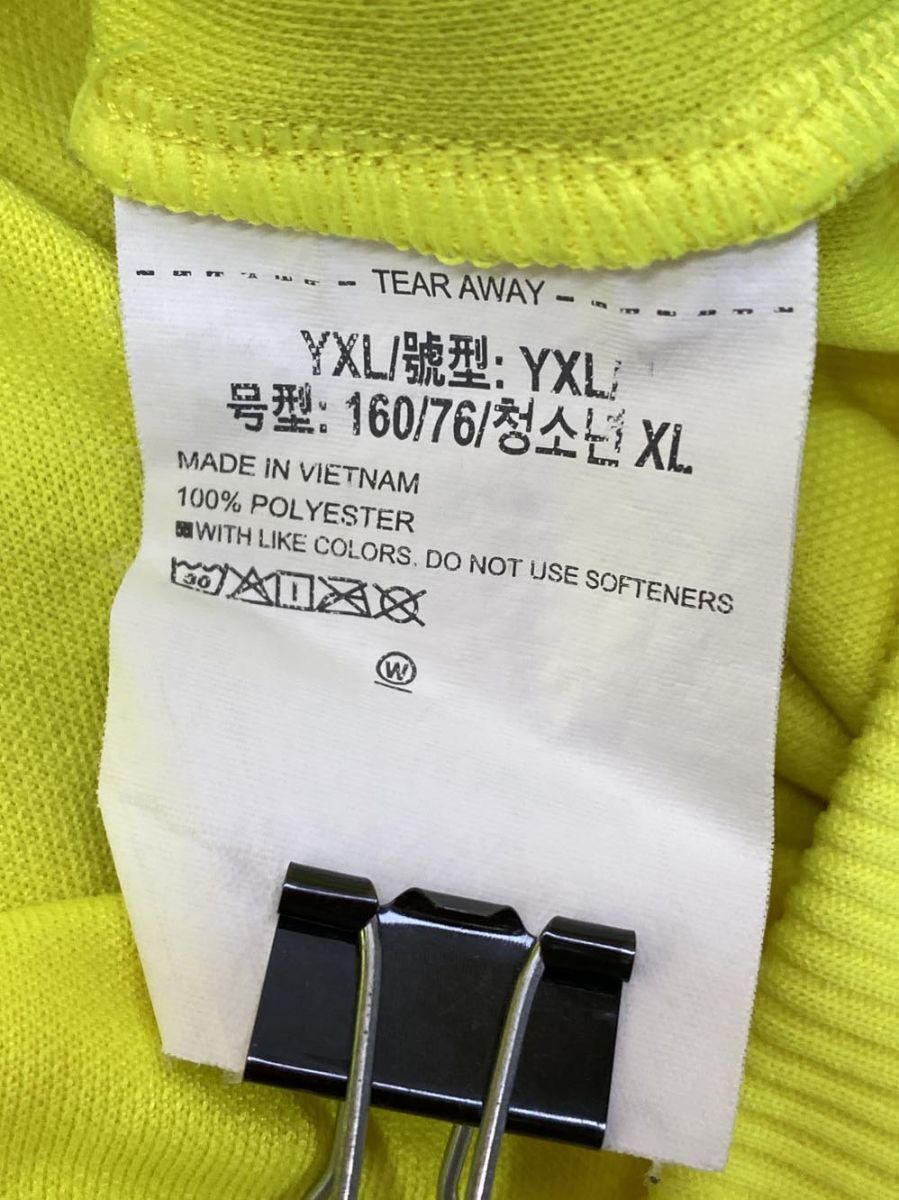 TEAR AWAY
YXL/號型: YXL/
号型: 160/76/청소년 XL
MADE IN VIETNAM
100% POLYESTER
WITH LIKE COLORS. DO NOT USE SOFTENERS
30
W